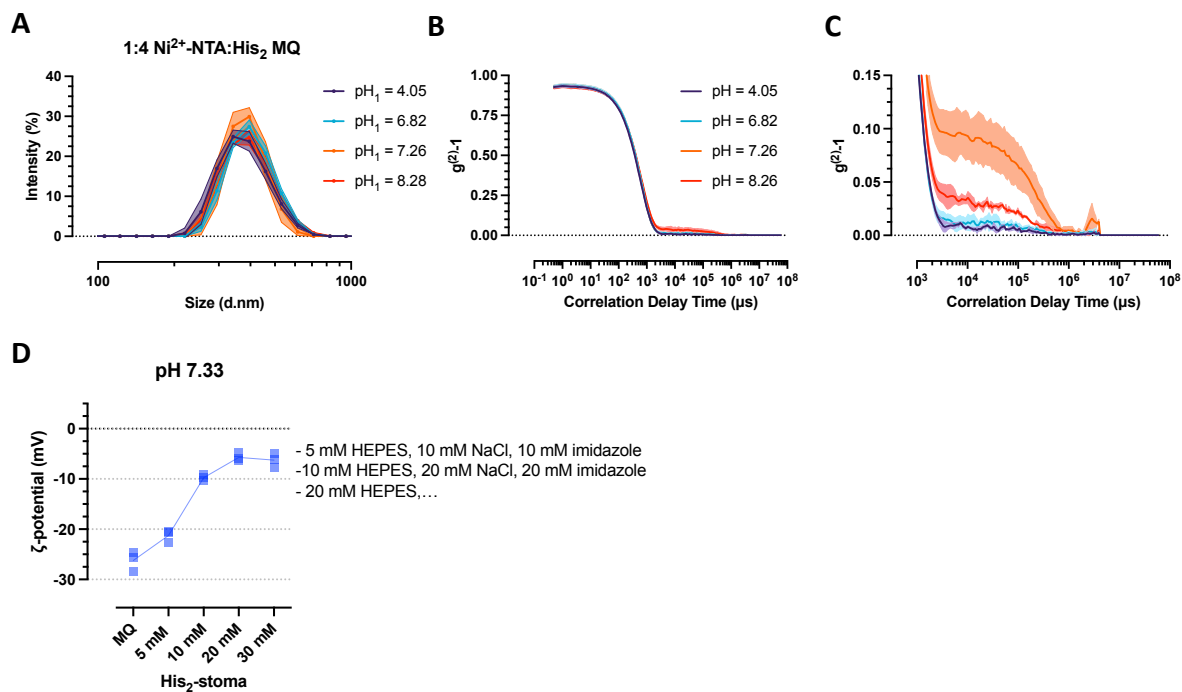 A
1:4 Ni²⁺-NTA:His₂ MQ
Intensity (%)
40
30
20
10
0
100
1000
Size (d.nm)
pH₁ = 4.05
pH₁ = 6.82
pH₁ = 7.26
pH₁ = 8.28
B
g⁽²⁾-1
1.00
0.75
0.50
0.25
0.00
10⁻¹ 10⁰ 10¹ 10² 10³ 10⁴ 10⁵ 10⁶ 10⁷ 10⁸
Correlation Delay Time (µs)
pH = 4.05
pH = 6.82
pH = 7.26
pH = 8.26
C
g⁽²⁾-1
0.15
0.10
0.05
0.00
10³ 10⁴ 10⁵ 10⁶ 10⁷ 10⁸
Correlation Delay Time (µs)
D
pH 7.33
ζ-potential (mV)
0
-10
-20
-30
MQ
5 mM
10 mM
20 mM
30 mM
His₂-stoma
- 5 mM HEPES, 10 mM NaCl, 10 mM imidazole
-10 mM HEPES, 20 mM NaCl, 20 mM imidazole
- 20 mM HEPES,…